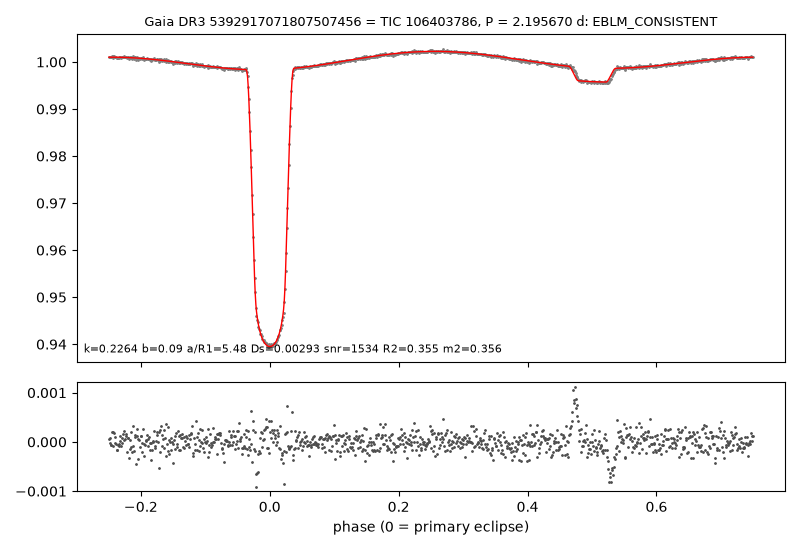 Gaia DR3 5392917071807507456 = TIC 106403786, P = 2.195670 d: EBLM_CONSISTENT
1.00
0.99
0.98
0.97
0.96
0.95
0.94
k=0.2264 b=0.09 a/R1=5.48 Ds=0.00293 snr=1534 R2=0.355 m2=0.356
0.001
0.000
−0.001
−0.2 0.0 0.2 0.4 0.6
phase (0 = primary eclipse)